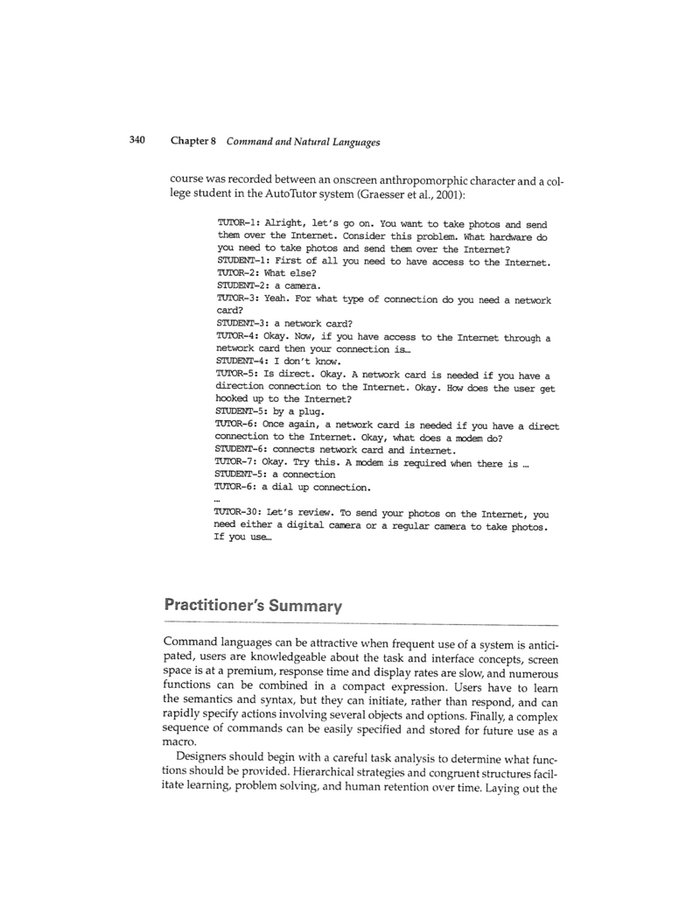 340 Chapter 8 Command and Natural Languages
course was recorded between an onscreen anthropomorphic character and a col-
lege student in the AutoTutor system (Graesser et al., 2001):
TUTOR-1: Alright, let's go on. You want to take photos and send
them over the Internet. Consider this problem. What hardware do
you need to take photos and send them over the Internet?
STUDENT-1: First of all you need to have access to the Internet.
TUTOR-2: What else?
STUDENT-2: a camera.
TUTOR-3: Yeah. For what type of connection do you need a network
card?
STUDENT-3: a network card?
TUTOR-4: Okay. Now, if you have access to the Internet through a
network card then your connection is…
STUDENT-4: I don't know.
TUTOR-5: Is direct. Okay. A network card is needed if you have a
direction connection to the Internet. Okay. How does the user get
hooked up to the Internet?
STUDENT-5: by a plug.
TUTOR-6: Once again, a network card is needed if you have a direct
connection to the Internet. Okay, what does a modem do?
STUDENT-6: connects network card and internet.
TUTOR-7: Okay. Try this. A modem is required when there is …
STUDENT-5: a connection
TUTOR-6: a dial up connection.
…
TUTOR-30: Let's review. To send your photos on the Internet, you
need either a digital camera or a regular camera to take photos.
If you use…
Practitioner's Summary
Command languages can be attractive when frequent use of a system is antici-
pated, users are knowledgeable about the task and interface concepts, screen
space is at a premium, response time and display rates are slow, and numerous
functions can be combined in a compact expression. Users have to learn
the semantics and syntax, but they can initiate, rather than respond, and can
rapidly specify actions involving several objects and options. Finally, a complex
sequence of commands can be easily specified and stored for future use as a
macro.
Designers should begin with a careful task analysis to determine what func-
tions should be provided. Hierarchical strategies and congruent structures facil-
itate learning, problem solving, and human retention over time. Laying out the